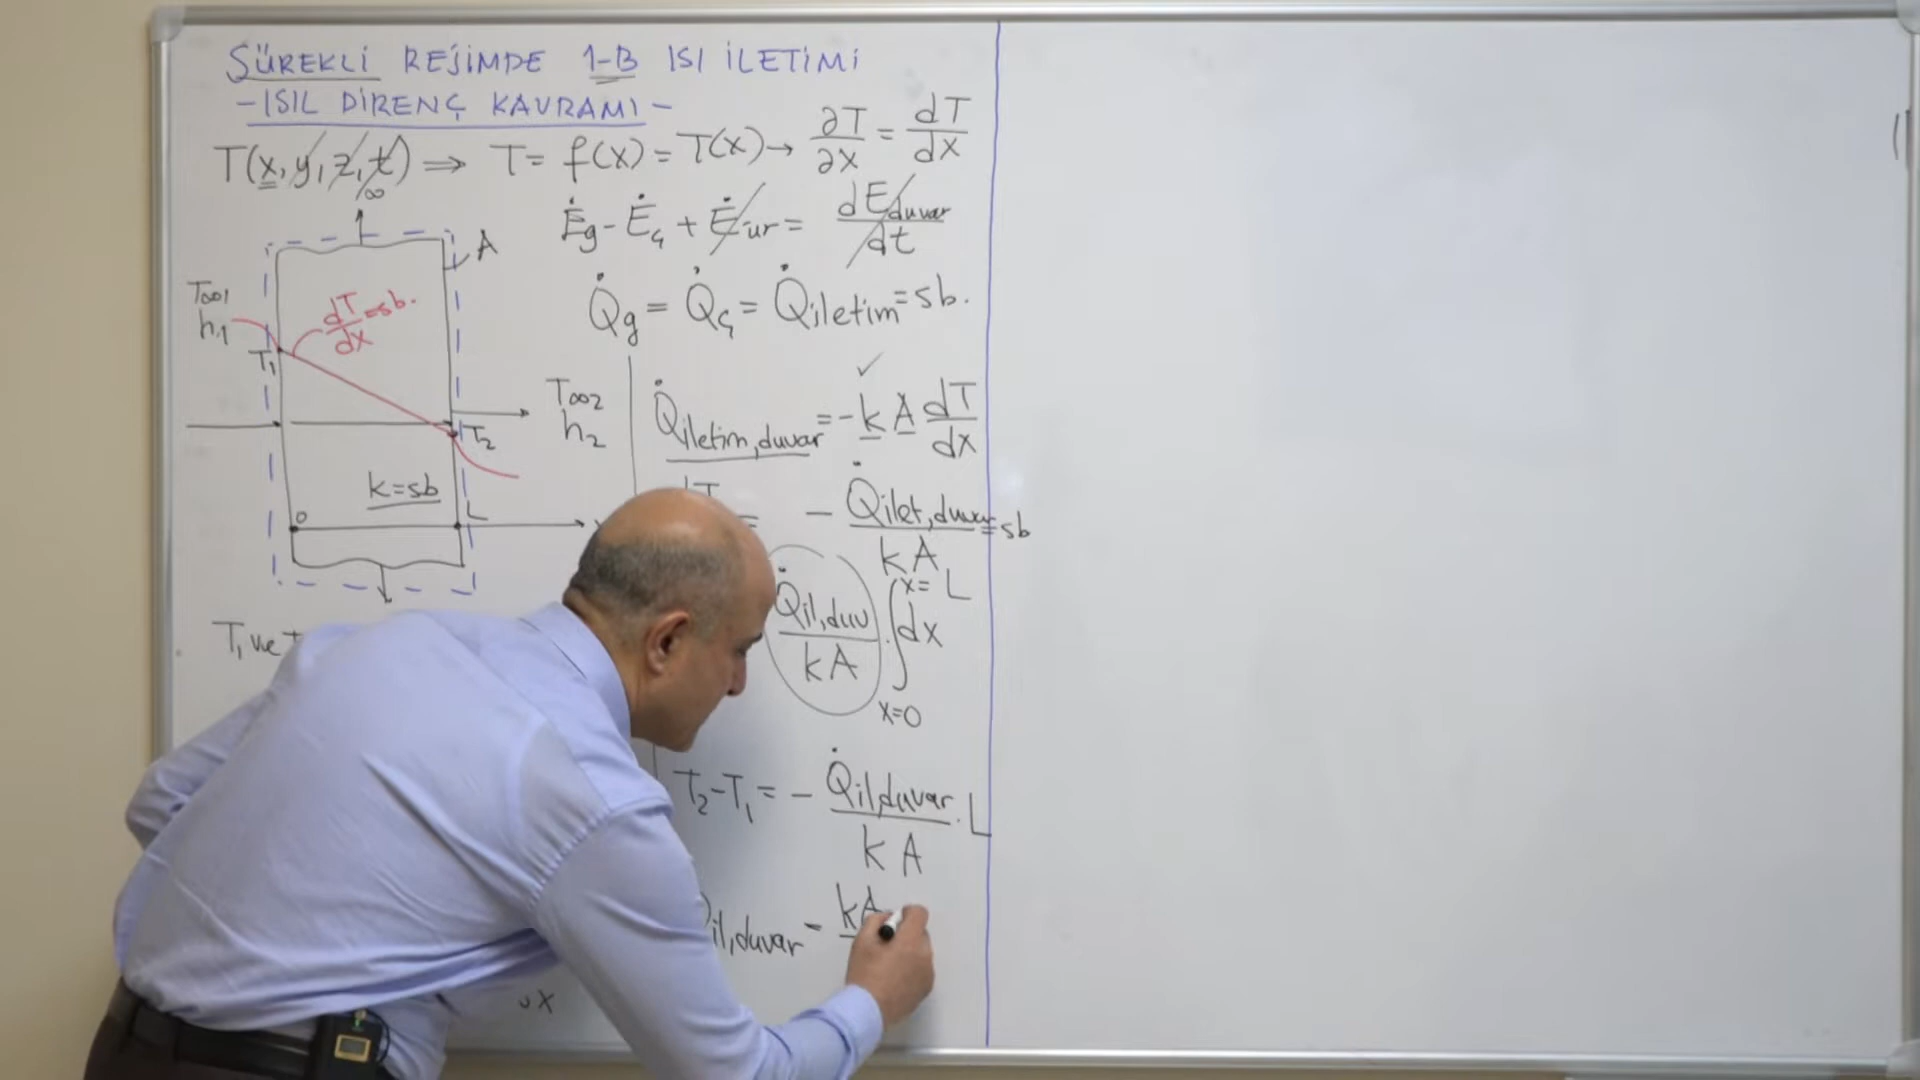 SÜREKLİ REJİMDE 1-B ISI İLETİMİ
-ISIL DİRENÇ KAVRAMI-
T(x, y, z, t) ⇒ T = f(x) = T(x) → ∂T/∂x = dT/dx
∞
A
Ėg - Ėç + Ėür = dEduvar/dt
T∞1
h1
dT/dx = sb.
Q̇g = Q̇ç = Q̇iletim = sb.
T1
T∞2
h2
T2
k=sb
0
L
Q̇iletim,duvar = -k A dT/dx
= - Q̇ilet,duvar/kA = sb
Q̇il,duv/kA · ∫ dx
x=L
x=0
T1 ve
T2-T1 = - Q̇il,duvar/kA . L
Q̇il,duvar = kA